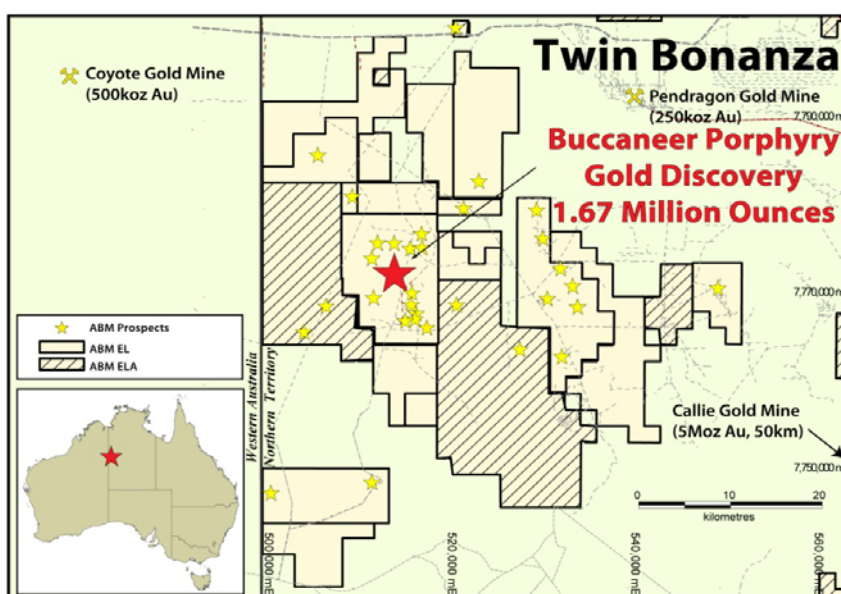 Twin Bonanza
Coyote Gold Mine
(500koz Au)
Pendragon Gold Mine
(250koz Au)
7,790,000 m
Buccaneer Porphyry
Gold Discovery
1.67 Million Ounces
7,770,000 m
ABM Prospects
ABM EL
ABM ELA
Western Australia
Northern Territory
Callie Gold Mine
(5Moz Au, 50km)
7,750,000 m
0 10 20
kilometres
500,000 mE
520,000 mE
540,000 mE
560,000 mE